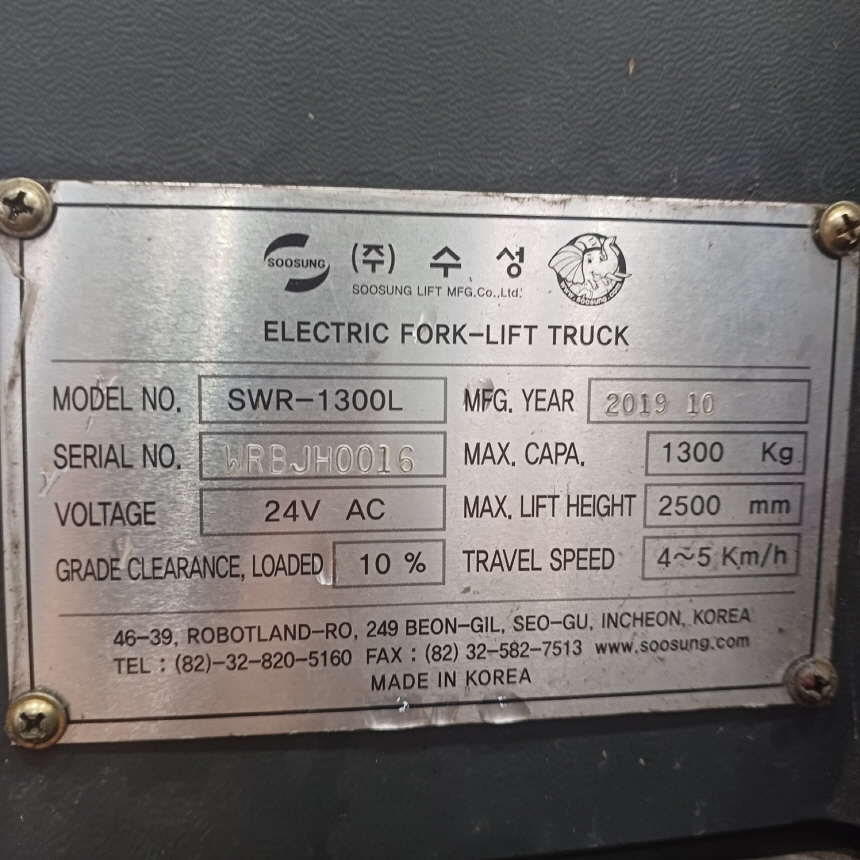 SOOSUNG (주) 수 성
SOOSUNG LIFT MFG.Co.,Ltd.
www.soosung.com
ELECTRIC FORK-LIFT TRUCK
MODEL NO. SWR-1300L MFG. YEAR 2019 10
SERIAL NO. WRBJH0016 MAX. CAPA. 1300 Kg
VOLTAGE 24V AC MAX. LIFT HEIGHT 2500 mm
GRADE CLEARANCE, LOADED 10 % TRAVEL SPEED 4~5 Km/h
46-39, ROBOTLAND-RO, 249 BEON-GIL, SEO-GU, INCHEON, KOREA
TEL : (82)-32-820-5160 FAX : (82) 32-582-7513 www.soosung.com
MADE IN KOREA